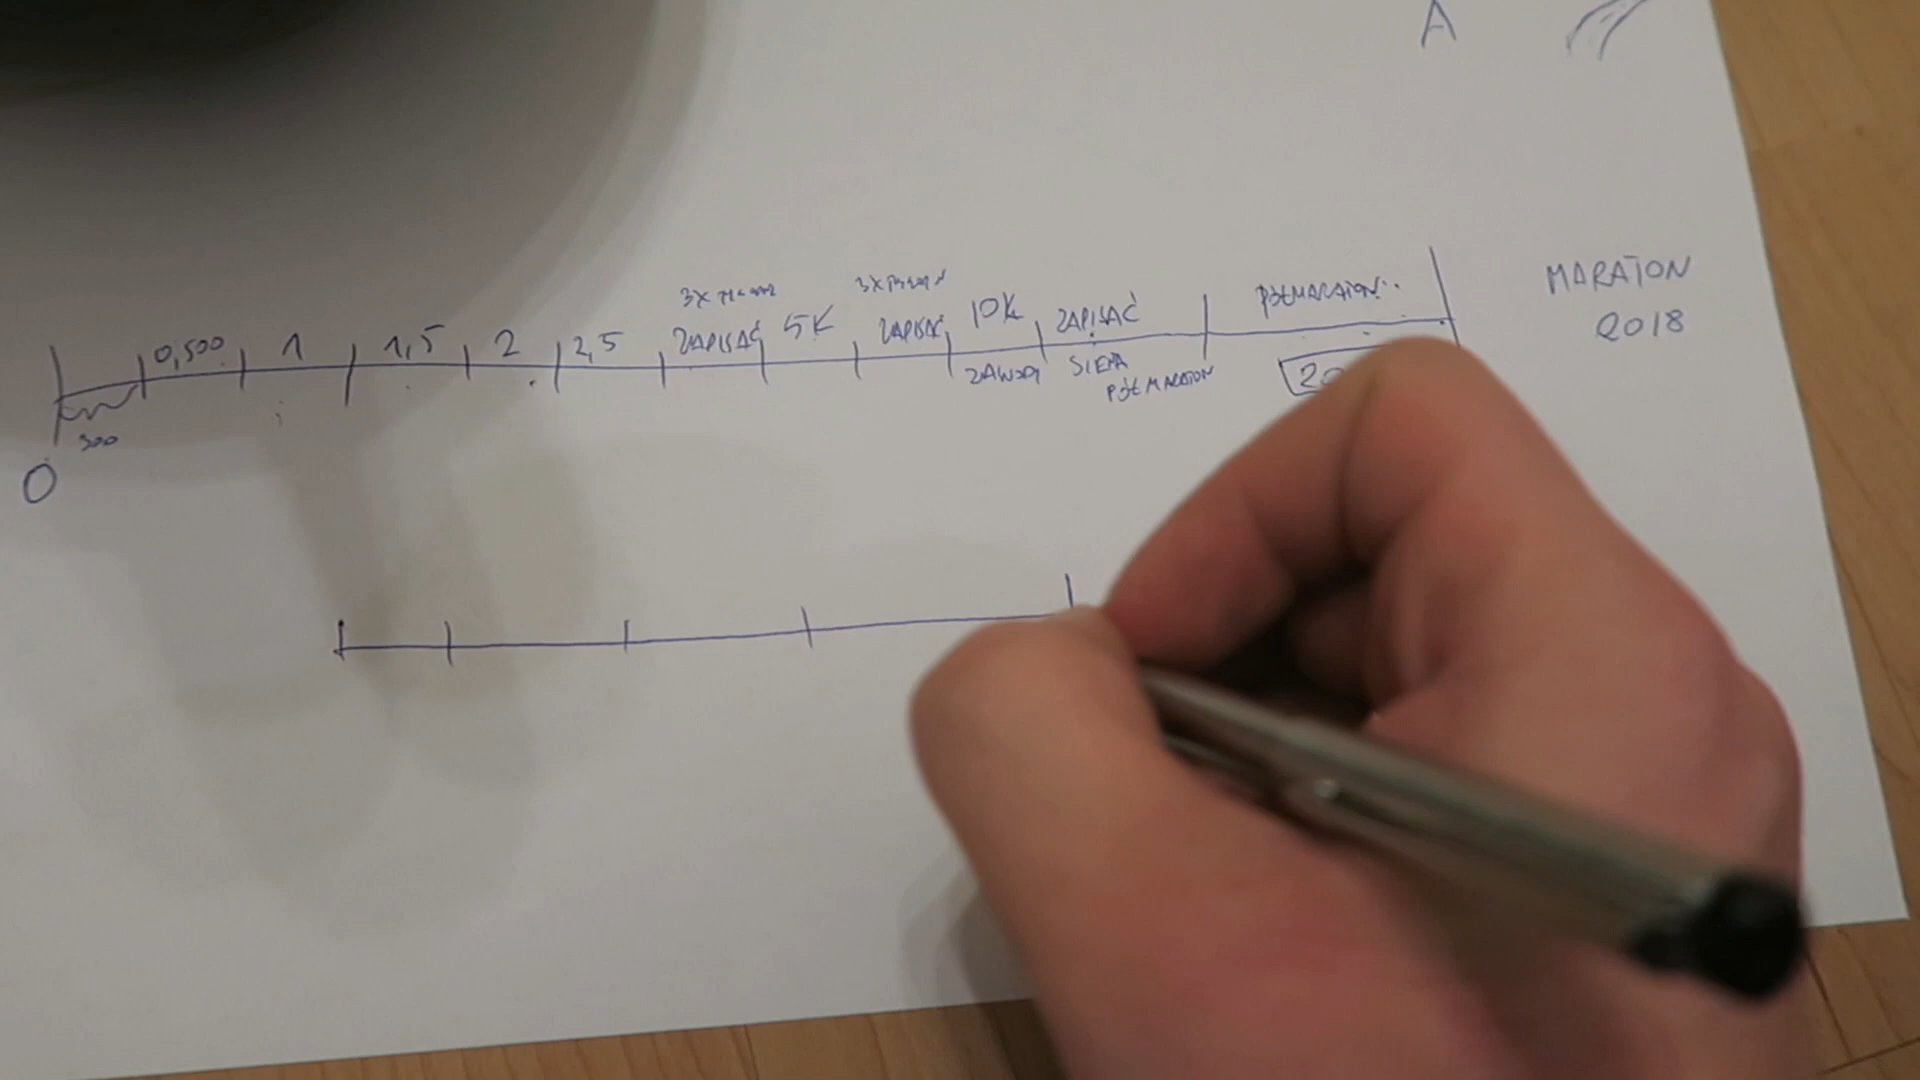 A
3X 3X
0,500 1 1,5 2 2,5 ZAPISAĆ 5K ZAPISAĆ 10K ZAPISAĆ PÓŁMARATON MARATON
2018
300 ZAWODY PÓŁMARATON
0